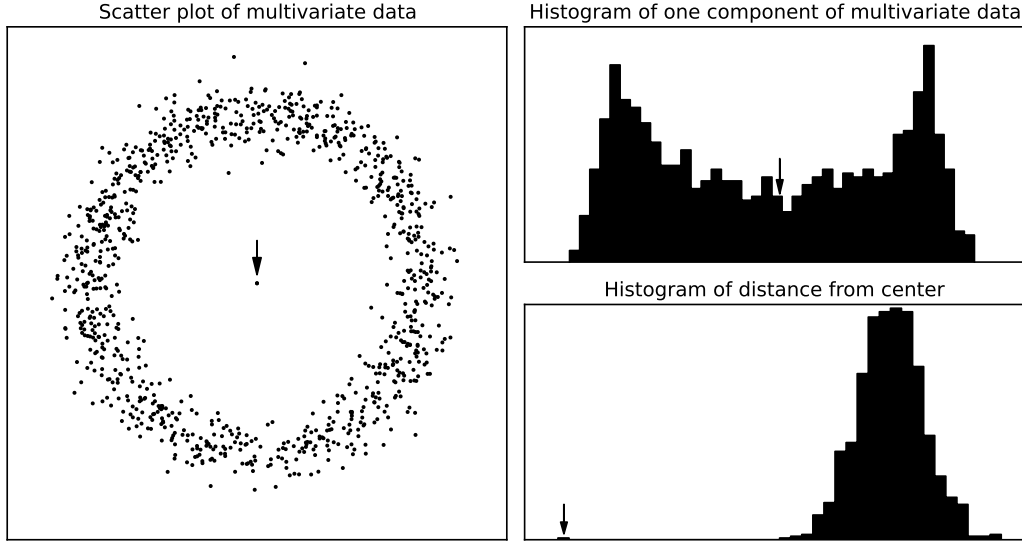 Scatter plot of multivariate data
Histogram of one component of multivariate data
Histogram of distance from center